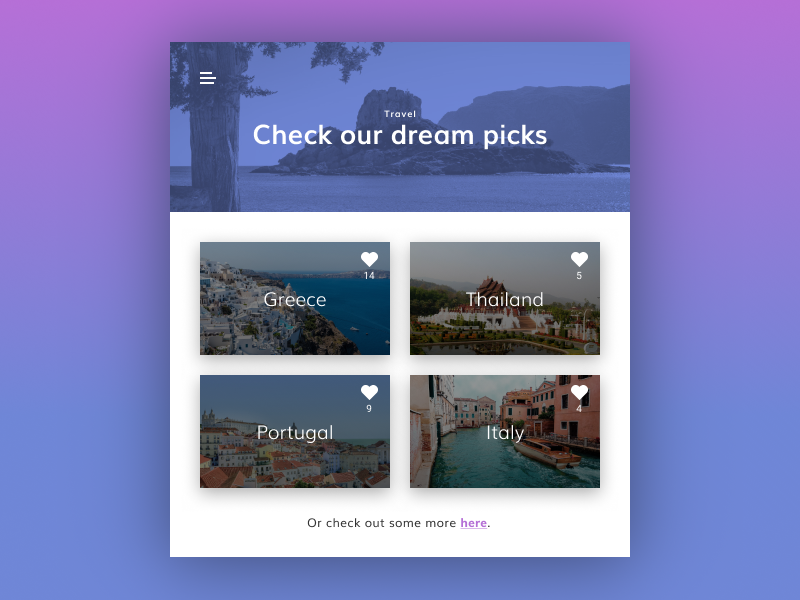 Travel
Check our dream picks
14
Greece
5
Thailand
9
Portugal
4
Italy
Or check out some more here.